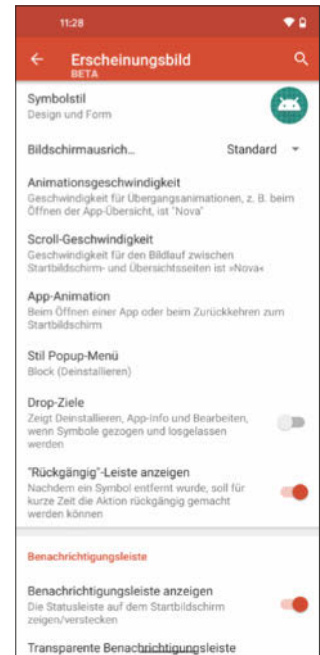 11:28
Erscheinungsbild
BETA
Symbolstil
Design und Form
Bildschirmausrich...
Standard
Animationsgeschwindigkeit
Geschwindigkeit für Übergangsanimationen, z. B. beim
Öffnen der App-Übersicht, ist "Nova"
Scroll-Geschwindigkeit
Geschwindigkeit für den Bildlauf zwischen
Startbildschirm- und Übersichtsseiten ist »Nova«
App-Animation
Beim Öffnen einer App oder beim Zurückkehren zum
Startbildschirm
Stil Popup-Menü
Block (Deinstallieren)
Drop-Ziele
Zeigt Deinstallieren, App-Info und Bearbeiten,
wenn Symbole gezogen und losgelassen
werden
"Rückgängig"-Leiste anzeigen
Nachdem ein Symbol entfernt wurde, soll für
kurze Zeit die Aktion rückgängig gemacht
werden können
Benachrichtigungsleiste
Benachrichtigungsleiste anzeigen
Die Statusleiste auf dem Startbildschirm
zeigen/verstecken
Transparente Benachrichtigungsleiste